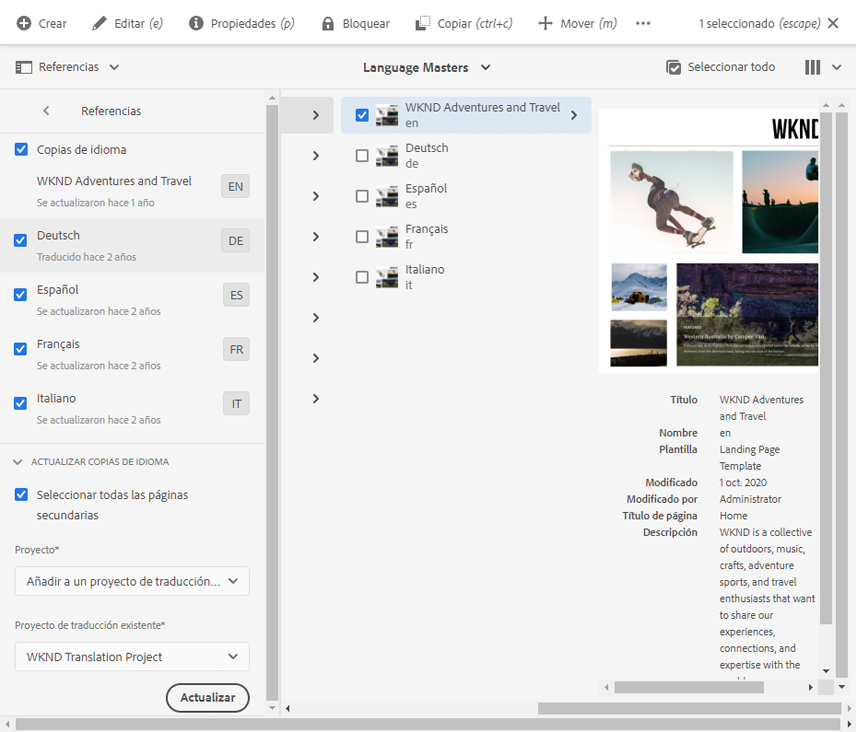 Crear
Editar (e)
Propiedades (p)
Bloquear
Copiar (ctrl+c)
Mover (m)
1 seleccionado (escape)
Referencias
Language Masters
Seleccionar todo
Referencias
Copias de idioma
WKND Adventures and Travel
EN
Se actualizaron hace 1 año
Deutsch
DE
Traducido hace 2 años
Español
ES
Se actualizaron hace 2 años
Français
FR
Se actualizaron hace 2 años
Italiano
IT
Se actualizaron hace 2 años
ACTUALIZAR COPIAS DE IDIOMA
Seleccionar todas las páginas
secundarias
Proyecto*
Añadir a un proyecto de traducción...
Proyecto de traducción existente*
WKND Translation Project
Actualizar
WKND Adventures and Travel
en
Deutsch
de
Español
es
Français
fr
Italiano
it
WKND
FEATURED
Western Australia by Camper Van
Título WKND Adventures
and Travel
Nombre en
Plantilla Landing Page
Template
Modificado 1 oct. 2020
Modificado por Administrator
Título de página Home
Descripción WKND is a collective
of outdoors, music,
crafts, adventure
sports, and travel
enthusiasts that want
to share our
experiences,
connections, and
expertise with the